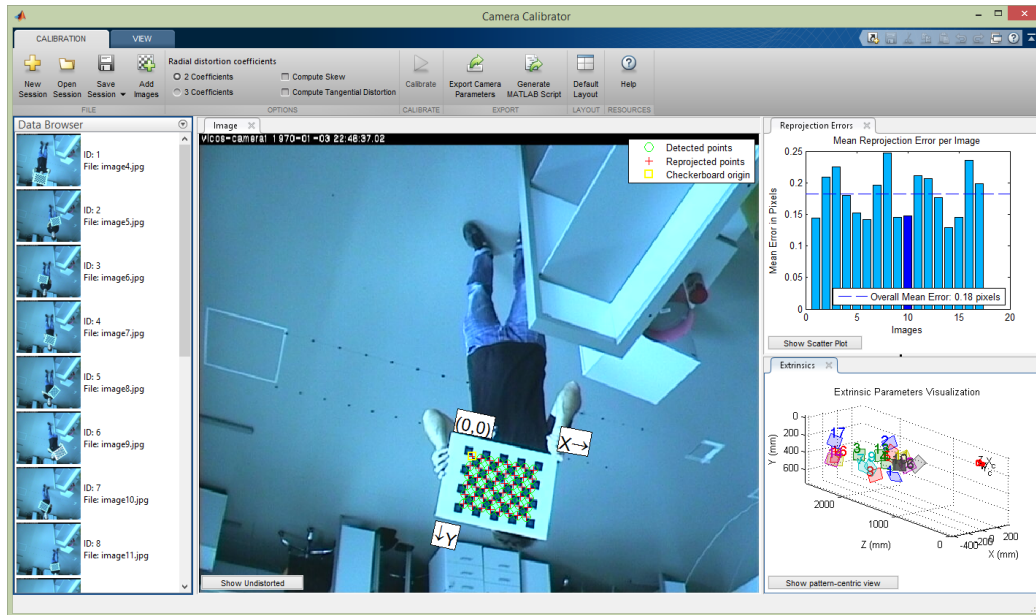 Camera Calibrator
CALIBRATION
VIEW
New Session
Open Session
Save Session
Add Images
FILE
Radial distortion coefficients
2 Coefficients
3 Coefficients
Compute Skew
Compute Tangential Distortion
OPTIONS
Calibrate
CALIBRATE
Export Camera Parameters
Generate MATLAB Script
EXPORT
Default Layout
LAYOUT
Help
RESOURCES
Data Browser
ID: 1
File: image4.jpg
ID: 2
File: image5.jpg
ID: 3
File: image6.jpg
ID: 4
File: image7.jpg
ID: 5
File: image8.jpg
ID: 6
File: image9.jpg
ID: 7
File: image10.jpg
ID: 8
File: image11.jpg
Image
vicos-camera1 1970-01-03 22:48:37.02
Detected points
Reprojected points
Checkerboard origin
(0,0)
X→
↓Y
Show Undistorted
Reprojection Errors
Mean Reprojection Error per Image
Mean Error in Pixels
0.25
0.2
0.15
0.1
0.05
0
Overall Mean Error: 0.18 pixels
0 5 10 15 20
Images
Show Scatter Plot
Extrinsics
Extrinsic Parameters Visualization
0
200
400
600
Y (mm)
17
2000
1000
0
Z (mm)
-400
-200
0
200
X (mm)
Show pattern-centric view